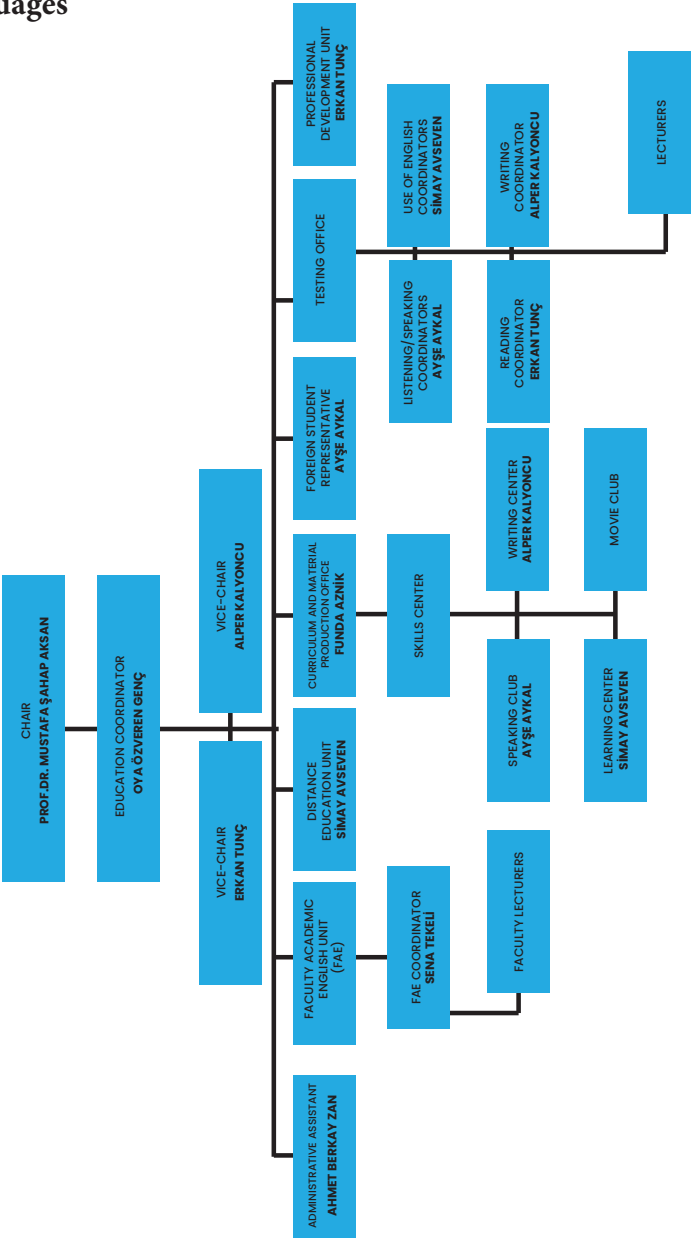 uages
CHAIR
PROF.DR. MUSTAFA ŞAHAP AKSAN
EDUCATION COORDINATOR
OYA ÖZVEREN GENÇ
VICE-CHAIR
ERKAN TUNÇ
VICE-CHAIR
ALPER KALYONCU
ADMINISTRATIVE ASSISTANT
AHMET BERKAY ZAN
FACULTY ACADEMIC
ENGLISH UNIT
(FAE)
DISTANCE
EDUCATION UNIT
SİMAY AVSEVEN
CURRICULUM AND MATERIAL
PRODUCTION OFFICE
FUNDA AZNİK
FOREIGN STUDENT
REPRESENTATIVE
AYŞE AYKAL
TESTING OFFICE
PROFESSIONAL
DEVELOPMENT UNIT
ERKAN TUNÇ
FAE COORDINATOR
SENA TEKELİ
SKILLS CENTER
LISTENING/SPEAKING
COORDINATORS
AYŞE AYKAL
USE OF ENGLISH
COORDINATORS
SİMAY AVSEVEN
FACULTY LECTURERS
SPEAKING CLUB
AYŞE AYKAL
WRITING CENTER
ALPER KALYONCU
READING
COORDINATOR
ERKAN TUNÇ
WRITING
COORDINATOR
ALPER KALYONCU
LEARNING CENTER
SİMAY AVSEVEN
MOVIE CLUB
LECTURERS